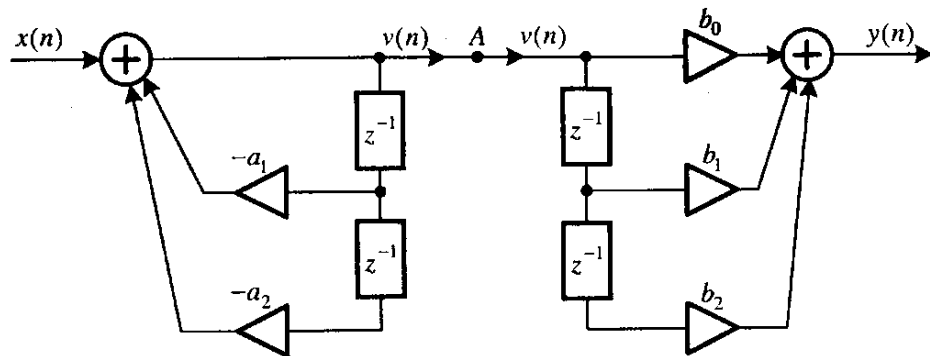 x(n)
v(n)
A
v(n)
b₀
y(n)
z⁻¹
z⁻¹
−a₁
b₁
z⁻¹
z⁻¹
−a₂
b₂